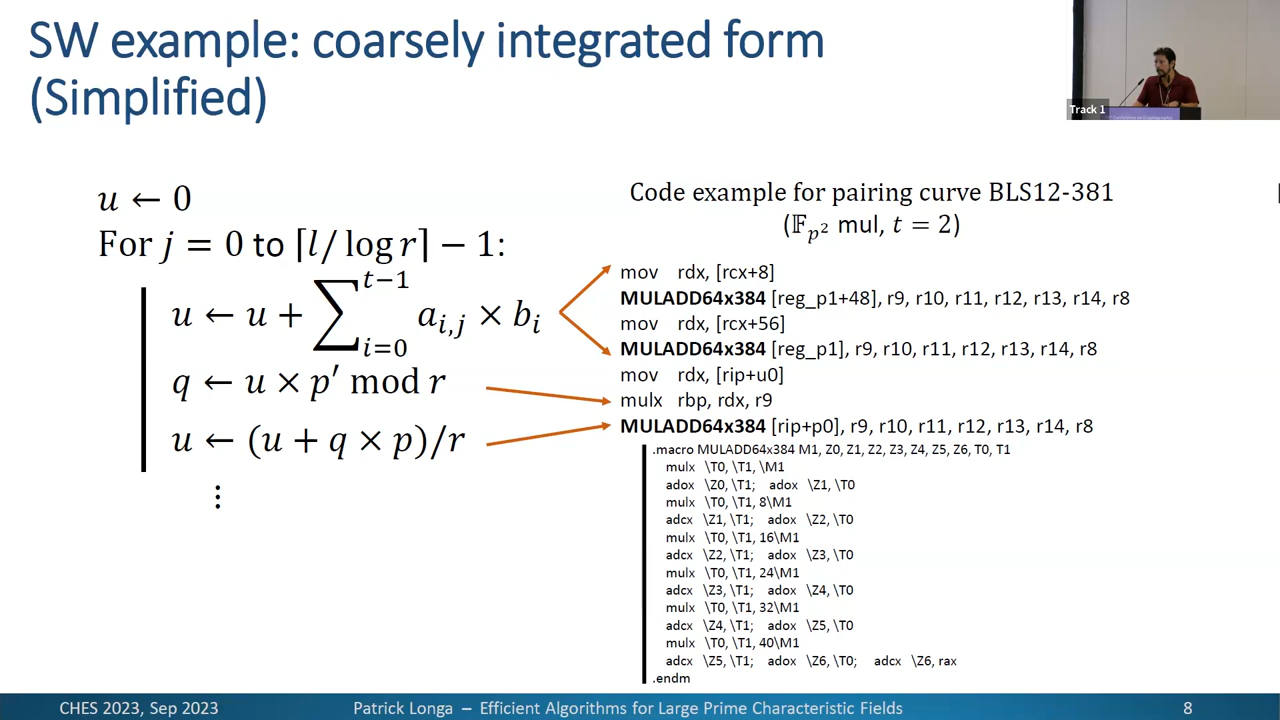 SW example: coarsely integrated form
(Simplified)
Track 1
u ← 0
For j = 0 to ⌈l/ log r⌉ − 1:
u ← u + ∑_{i=0}^{t−1} a_{i,j} × b_i
q ← u × p′ mod r
u ← (u + q × p)/r
⋮
Code example for pairing curve BLS12-381
(𝔽_{p²} mul, t = 2)
mov rdx, [rcx+8]
MULADD64x384 [reg_p1+48], r9, r10, r11, r12, r13, r14, r8
mov rdx, [rcx+56]
MULADD64x384 [reg_p1], r9, r10, r11, r12, r13, r14, r8
mov rdx, [rip+u0]
mulx rbp, rdx, r9
MULADD64x384 [rip+p0], r9, r10, r11, r12, r13, r14, r8
.macro MULADD64x384 M1, Z0, Z1, Z2, Z3, Z4, Z5, Z6, T0, T1
mulx \T0, \T1, \M1
adox \Z0, \T1; adox \Z1, \T0
mulx \T0, \T1, 8\M1
adcx \Z1, \T1; adox \Z2, \T0
mulx \T0, \T1, 16\M1
adcx \Z2, \T1; adox \Z3, \T0
mulx \T0, \T1, 24\M1
adcx \Z3, \T1; adox \Z4, \T0
mulx \T0, \T1, 32\M1
adcx \Z4, \T1; adox \Z5, \T0
mulx \T0, \T1, 40\M1
adcx \Z5, \T1; adox \Z6, \T0; adcx \Z6, rax
.endm
CHES 2023, Sep 2023
Patrick Longa – Efficient Algorithms for Large Prime Characteristic Fields
8